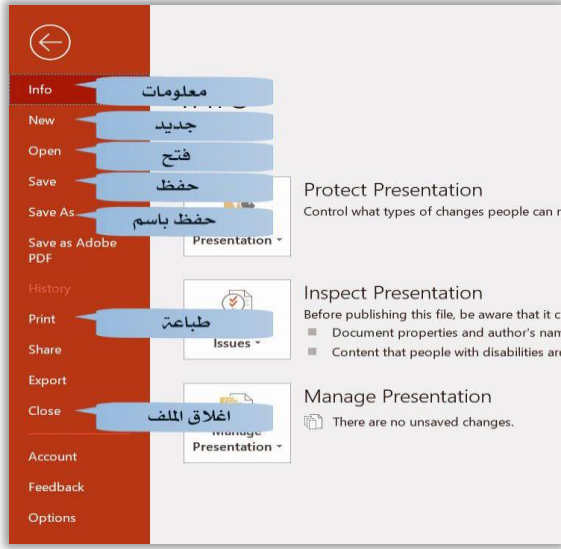 Info
معلومات
New
جديد
Open
فتح
Save
حفظ
Save As
حفظ باسم
Save as Adobe
PDF
History
Print
طباعة
Share
Export
Close
اغلاق الملف
Account
Feedback
Options
Protect Presentation
Control what types of changes people can
Presentation
Inspect Presentation
Before publishing this file, be aware that it
Issues
Document properties and author's
Content that people with disabilities
Manage Presentation
There are no unsaved changes.
Manage
Presentation